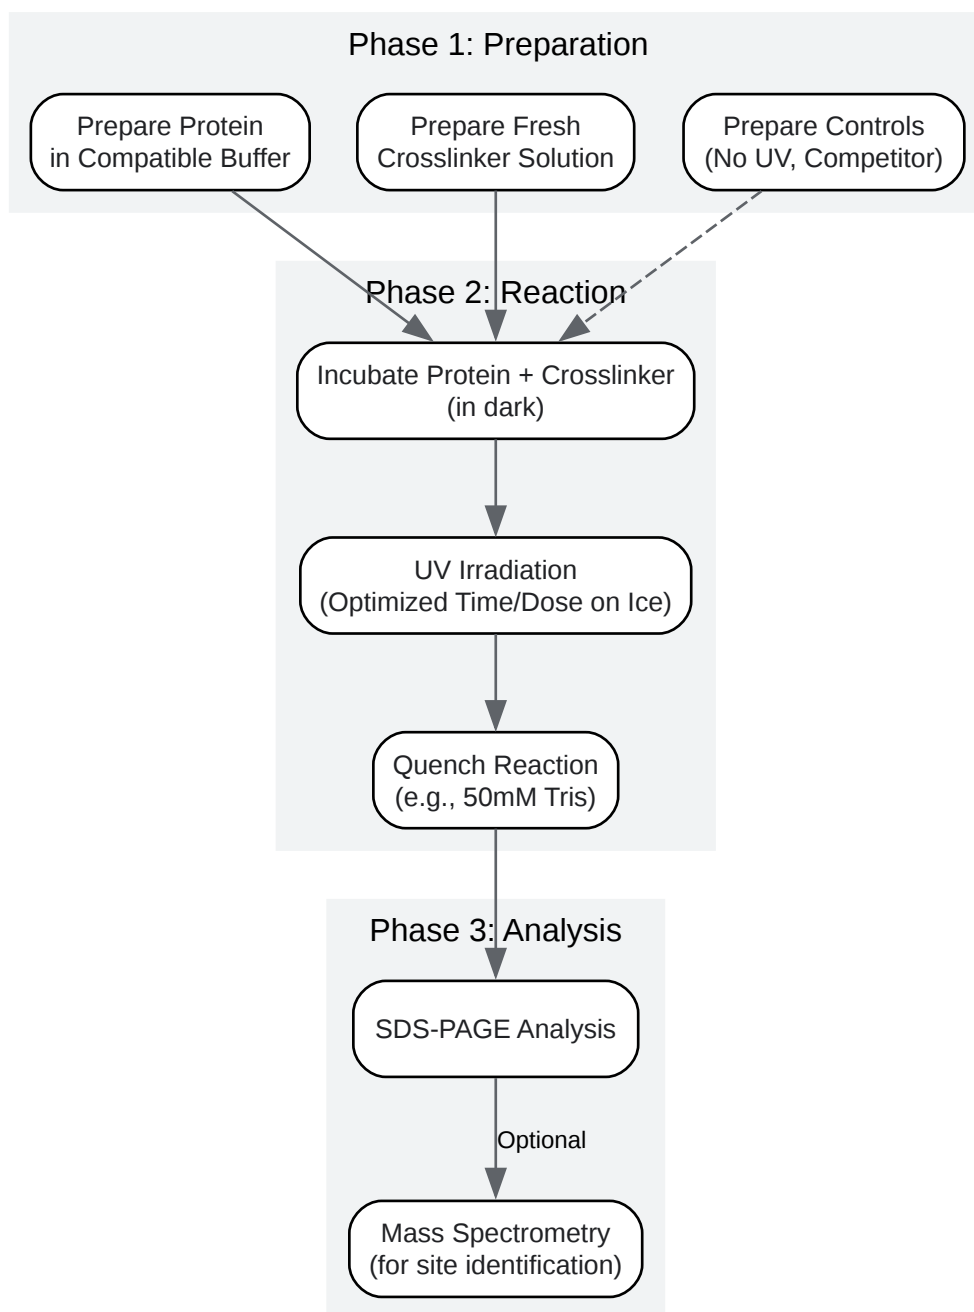 Phase 1: Preparation
Prepare Protein
in Compatible Buffer
Prepare Fresh
Crosslinker Solution
Prepare Controls
(No UV, Competitor)
Phase 2: Reaction
Incubate Protein + Crosslinker
(in dark)
UV Irradiation
(Optimized Time/Dose on Ice)
Quench Reaction
(e.g., 50mM Tris)
Phase 3: Analysis
SDS-PAGE Analysis
Optional
Mass Spectrometry
(for site identification)